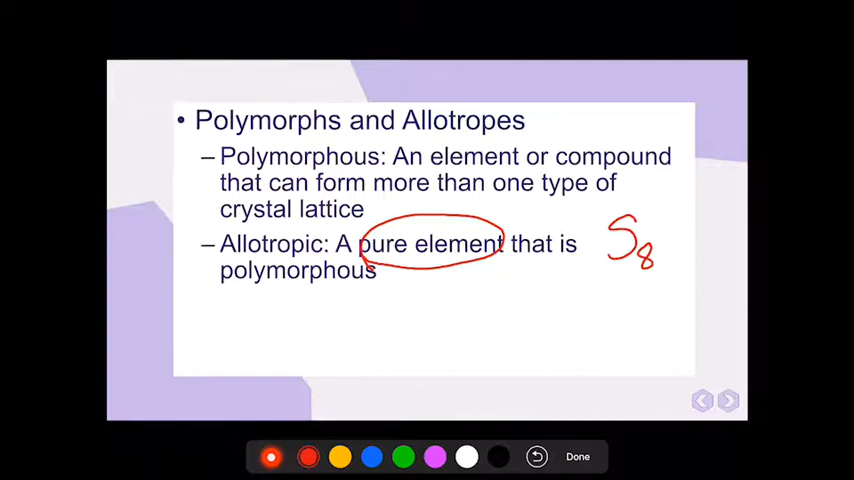 • Polymorphs and Allotropes
– Polymorphous: An element or compound
that can form more than one type of
crystal lattice
– Allotropic: A pure element that is
polymorphous
S8
Done